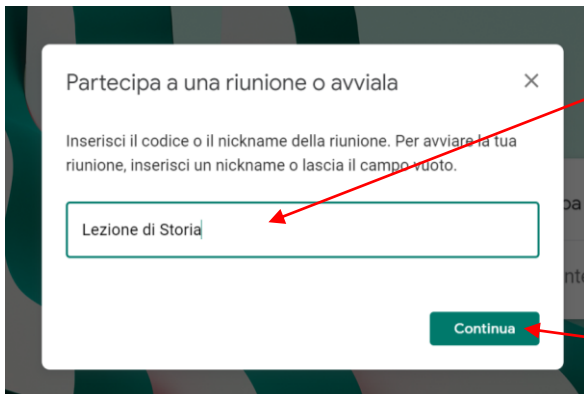 Partecipa a una riunione o avviala
Inserisci il codice o il nickname della riunione. Per avviare la tua
riunione, inserisci un nickname o lascia il campo vuoto.
Lezione di Storia
Continua